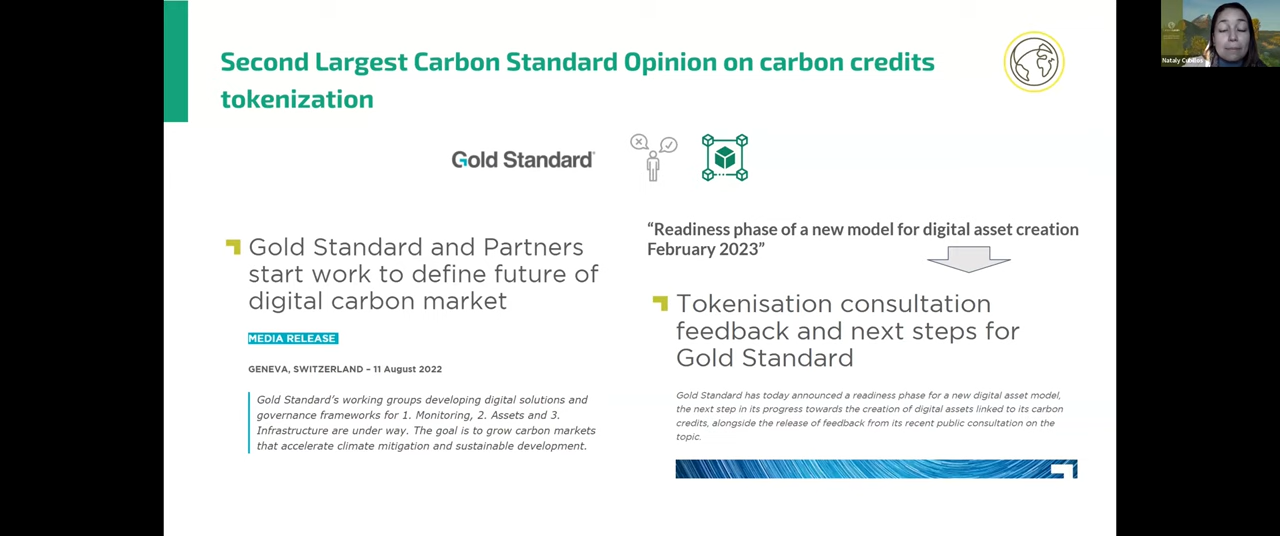 Second Largest Carbon Standard Opinion on carbon credits
tokenization
Gold Standard
Gold Standard and Partners
start work to define future of
digital carbon market
MEDIA RELEASE
GENEVA, SWITZERLAND – 11 August 2022
Gold Standard's working groups developing digital solutions and
governance frameworks for 1. Monitoring, 2. Assets and 3.
Infrastructure are under way. The goal is to grow carbon markets
that accelerate climate mitigation and sustainable development.
“Readiness phase of a new model for digital asset creation
February 2023”
Tokenisation consultation
feedback and next steps for
Gold Standard
Gold Standard has today announced a readiness phase for a new digital asset model,
the next step in its progress towards the creation of digital assets linked to its carbon
credits, alongside the release of feedback from its recent public consultation on the
topic.
Nataly Cubillos